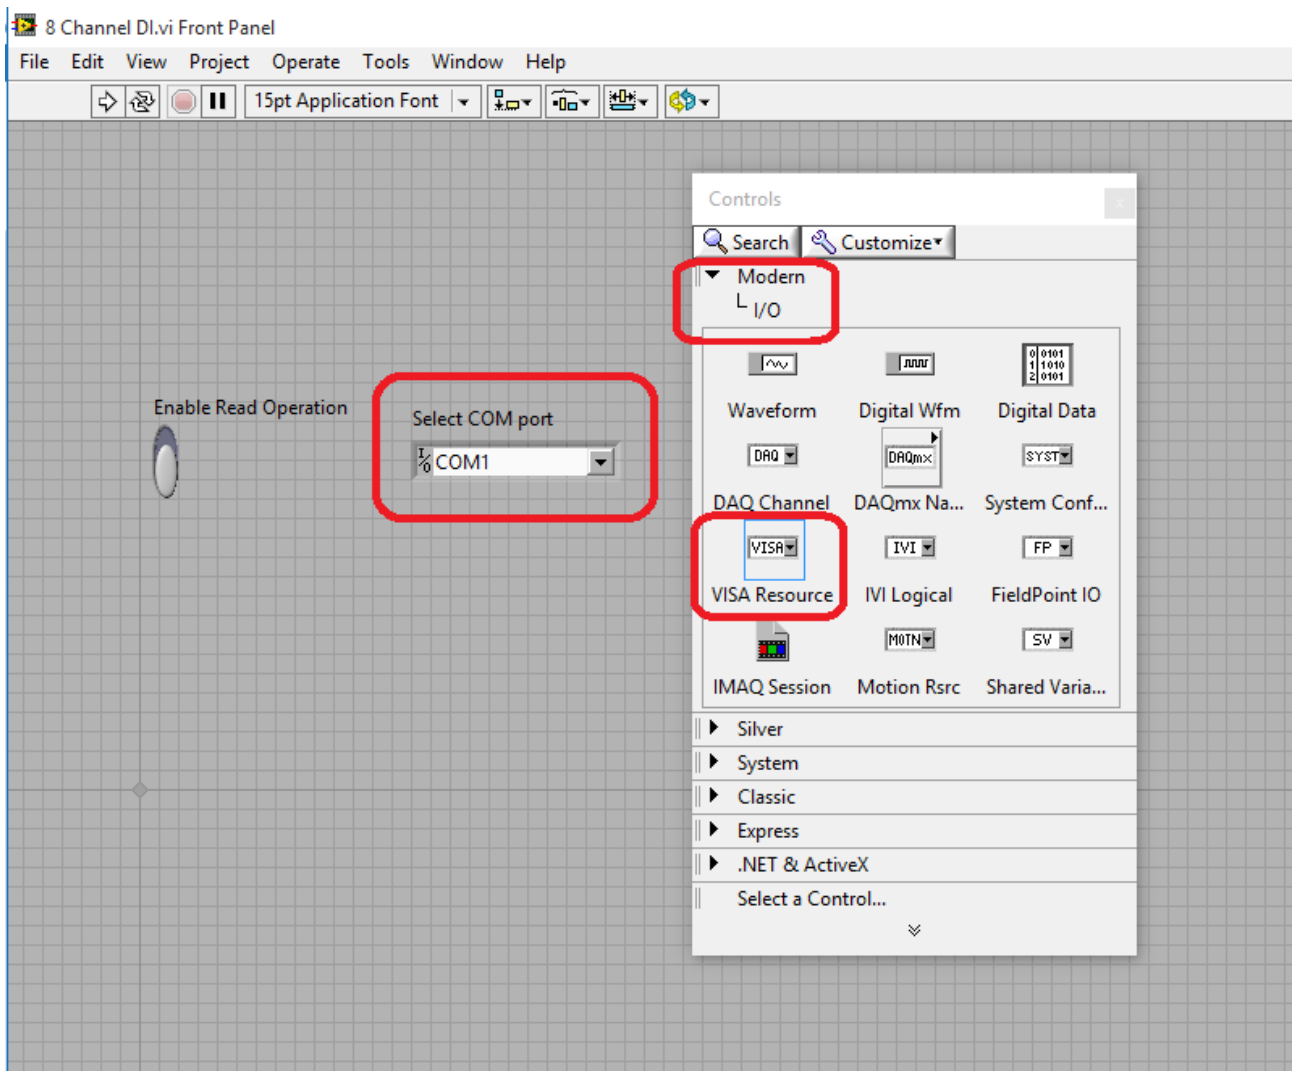 8 Channel DI.vi Front Panel
File Edit View Project Operate Tools Window Help
15pt Application Font
Controls
Search Customize
Modern
I/O
Waveform Digital Wfm Digital Data
DAQ DAQmx SYST
DAQ Channel DAQmx Na... System Conf...
VISA IVI FP
VISA Resource IVI Logical FieldPoint IO
MOTN SV
IMAQ Session Motion Rsrc Shared Varia...
Silver
System
Classic
Express
.NET & ActiveX
Select a Control...
Enable Read Operation
Select COM port
I/O COM1
0 0101
1 1010
2 0101